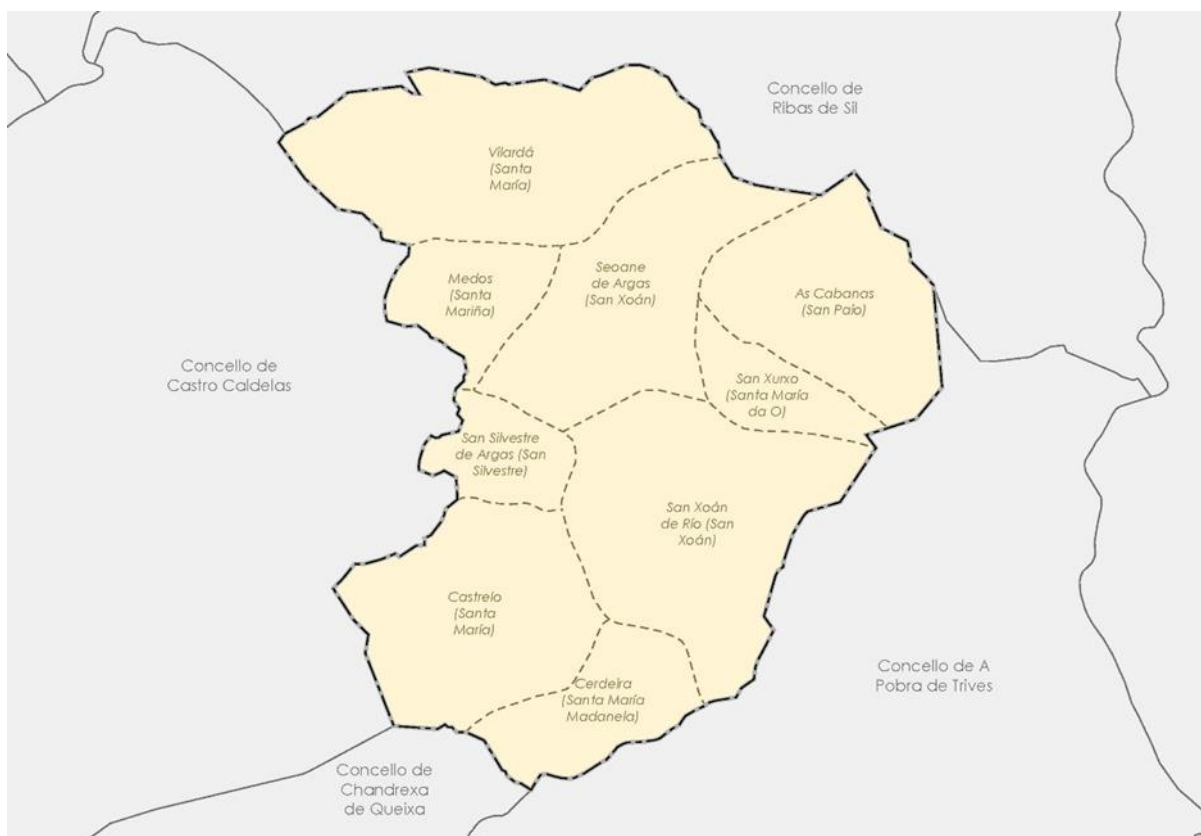 Concello de
Ribas de Sil
Vilardá
(Santa
María)
Seoane
de Argas
(San Xoán)
Medos
(Santa
Mariña)
As Cabanas
(San Paio)
Concello de
Castro Caldelas
San Xurxo
(Santa María
da O)
San Silvestre
de Argas (San
Silvestre)
San Xoán
de Río (San
Xoán)
Castrelo
(Santa
María)
Concello de A
Pobra de Trives
Cerdeira
(Santa María
Madanela)
Concello de
Chandrexa
de Queixa